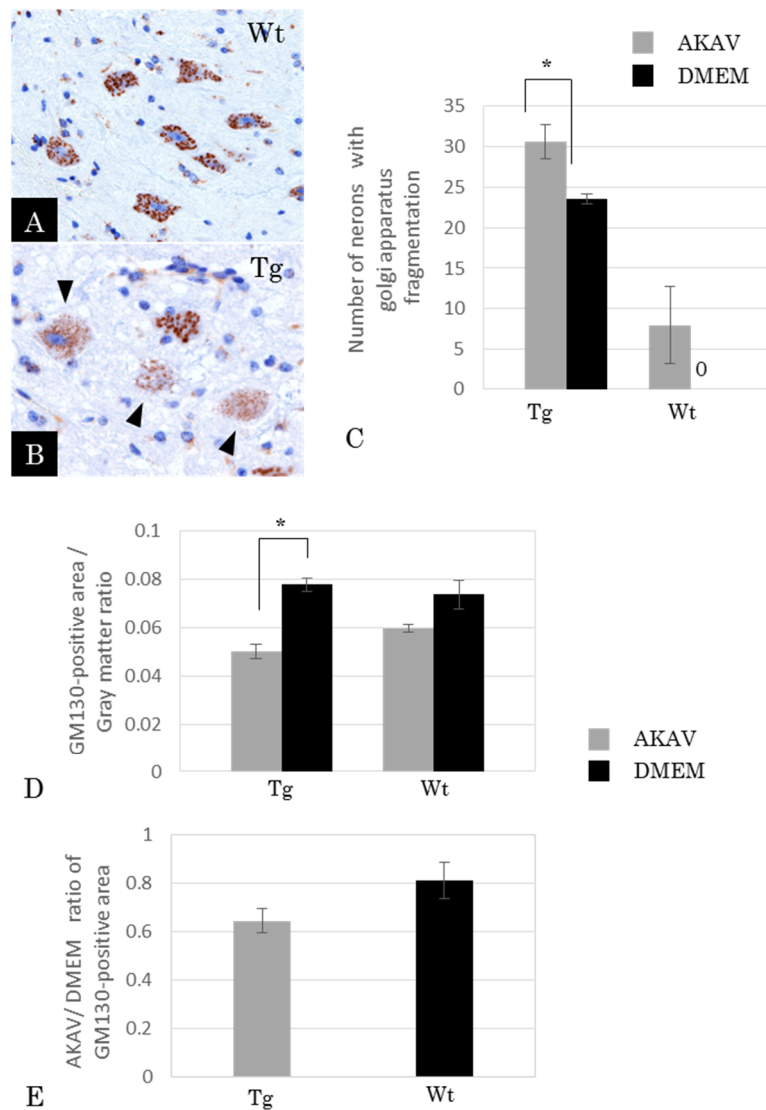 Wt
A
Tg
B
AKAV
DMEM
*
35
30
25
20
15
10
5
0
Number of nerons with
golgi apparatus
fragmentation
0
Tg
Wt
C
*
0.1
0.08
0.06
0.04
0.02
0
GM130-positive area /
Gray matter ratio
Tg
Wt
AKAV
DMEM
D
1
0.8
0.6
0.4
0.2
0
AKAV/ DMEM ratio of
GM130-positive area
Tg
Wt
E